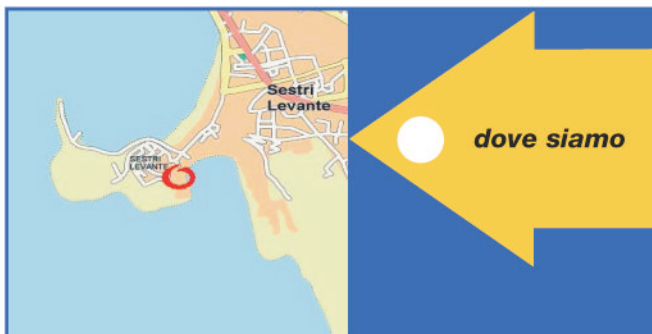 Sestri
Levante
SESTRI
LEVANTE
dove siamo